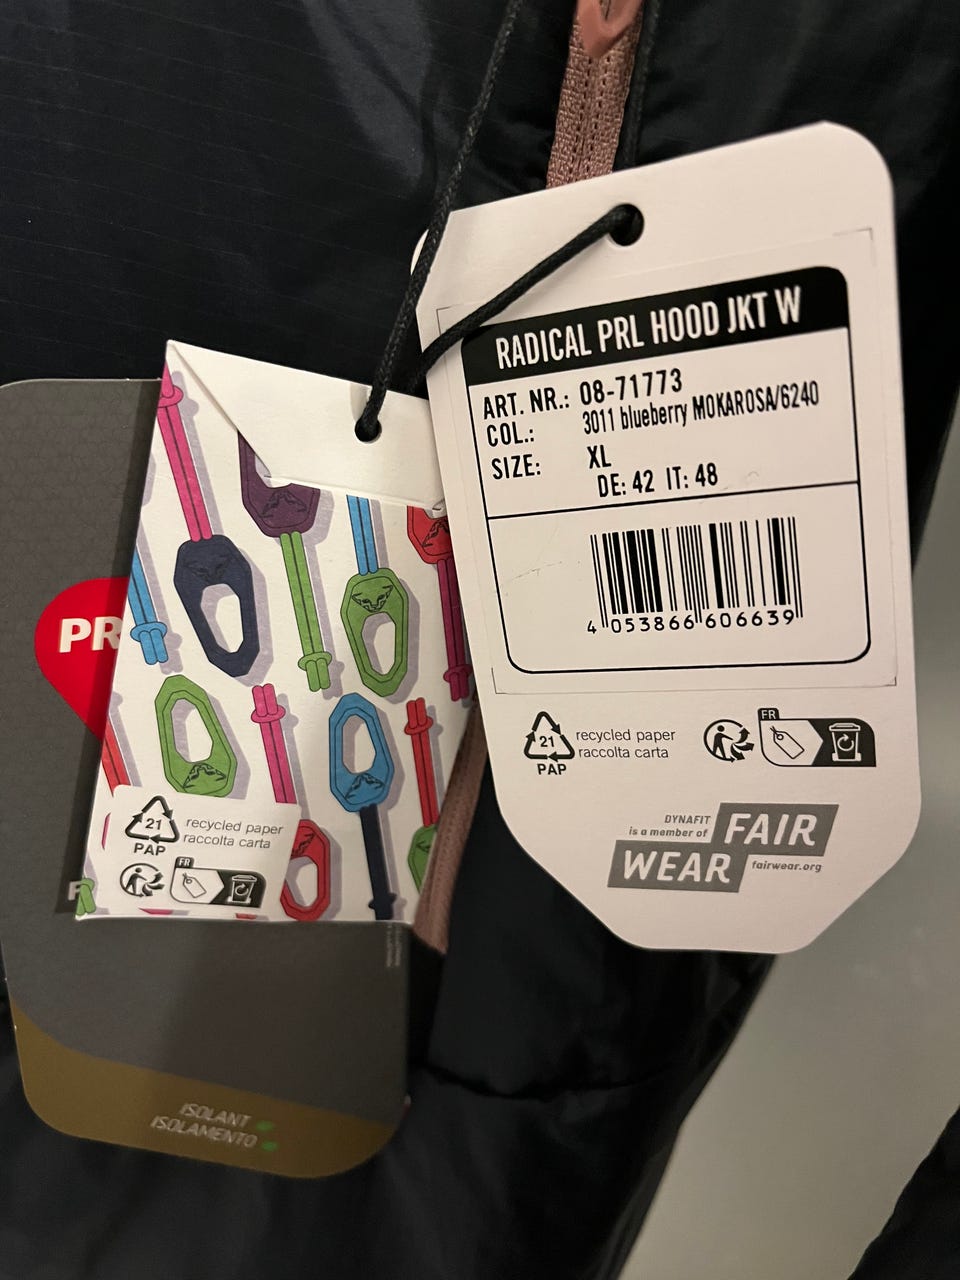 RADICAL PRL HOOD JKT W
ART. NR.: 08-71773
COL.: 3011 blueberry MOKAROSA/6240
SIZE: XL
DE: 42 IT: 48
4 053866 606639
21
PAP
recycled paper
raccolta carta
FR
DYNAFIT
is a member of
FAIR
WEAR
fairwear.org
PR
21
PAP
recycled paper
raccolta carta
FR
ISOLANT
ISOLAMENTO